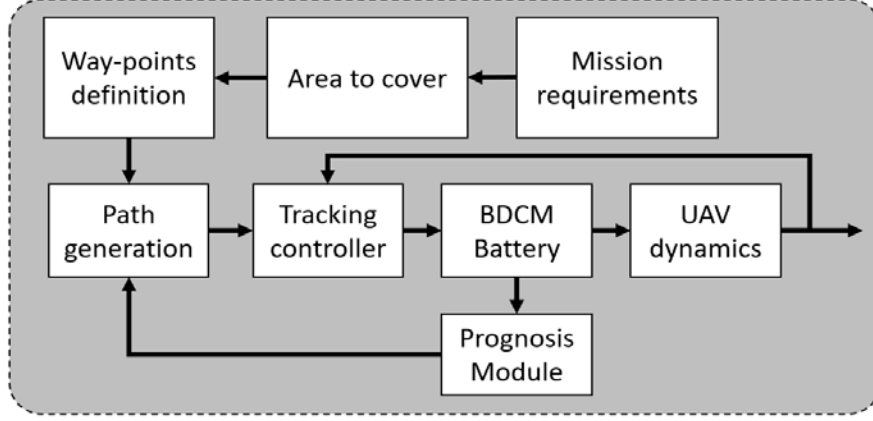 Way-points
definition
Area to cover
Mission
requirements
Path
generation
Tracking
controller
BDCM
Battery
UAV
dynamics
Prognosis
Module